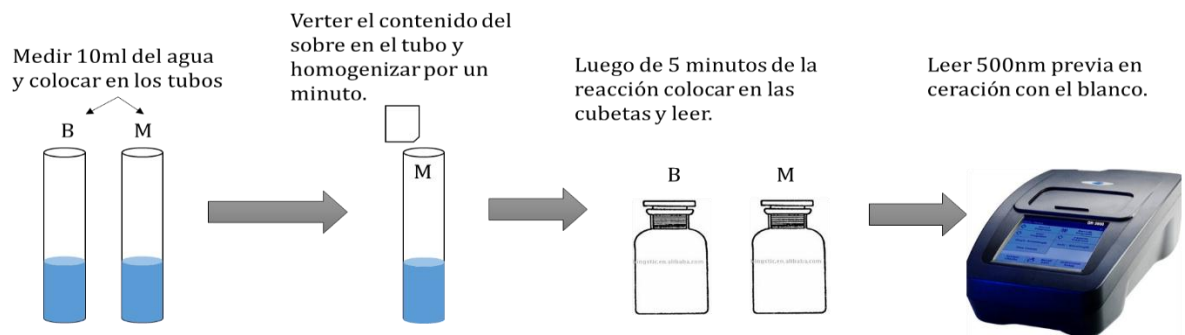 Medir 10ml del agua
y colocar en los tubos
B
M
Verter el contenido del
sobre en el tubo y
homogenizar por un
minuto.
M
Luego de 5 minutos de la
reacción colocar en las
cubetas y leer.
B
M
Leer 500nm previa en
ceración con el blanco.